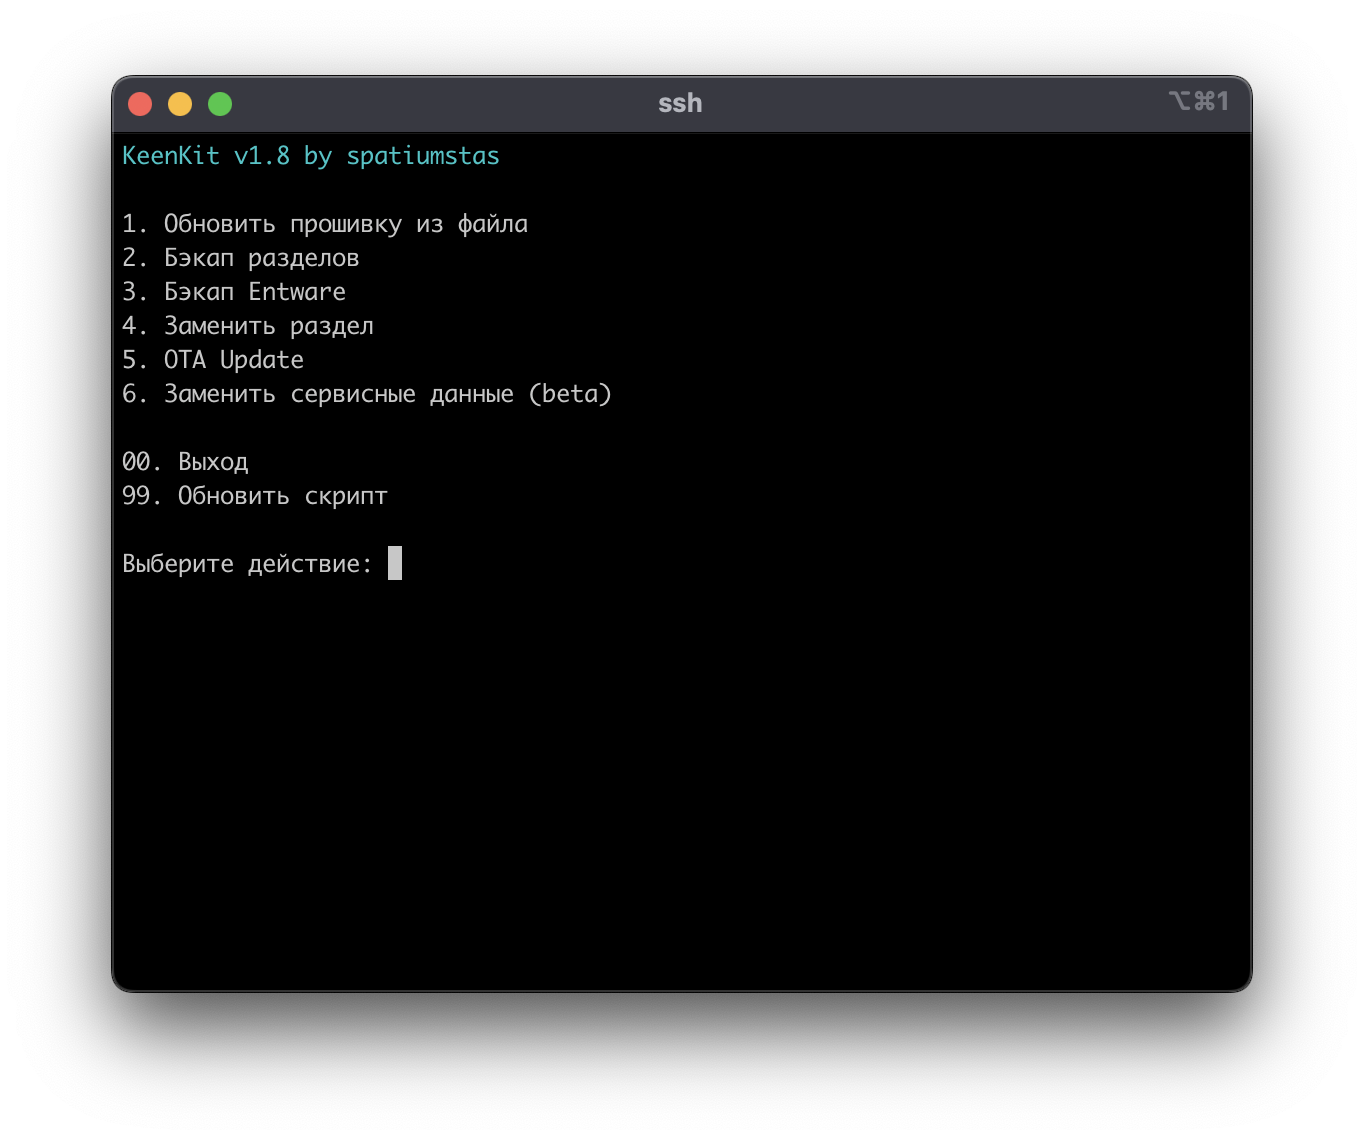 ssh
⌥⌘1
KeenKit v1.8 by spatiumstas
1. Обновить прошивку из файла
2. Бэкап разделов
3. Бэкап Entware
4. Заменить раздел
5. OTA Update
6. Заменить сервисные данные (beta)
00. Выход
99. Обновить скрипт
Выберите действие: